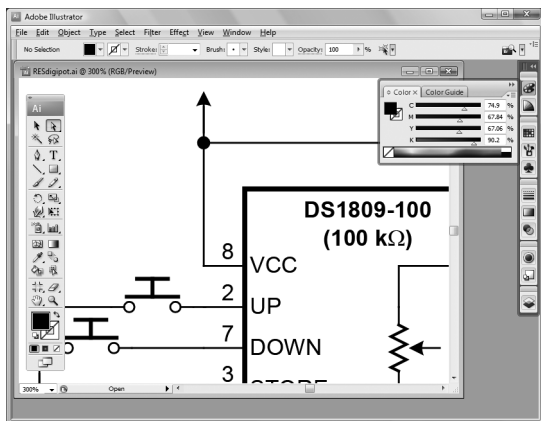 Adobe Illustrator
File Edit Object Type Select Filter Effect View Window Help
No Selection Stroke: Brush: Style: Opacity: 100 %
RESdigipot.ai @ 300% (RGB/Preview)
Ai
Color Color Guide
C 74.9 %
M 67.84 %
Y 67.06 %
K 90.2 %
DS1809-100
(100 kΩ)
8
VCC
2
UP
7
DOWN
3
300% Open